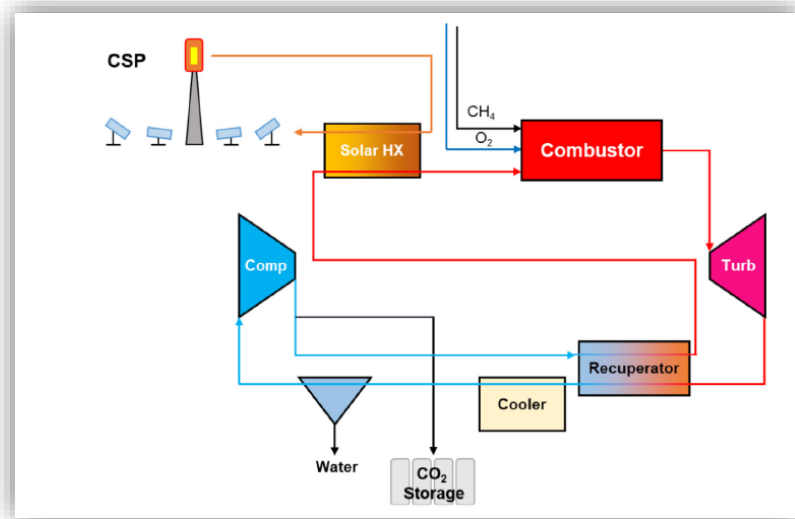 CSP
CH₄
O₂
Solar HX
Combustor
Comp
Turb
Recuperator
Cooler
Water
CO₂
Storage